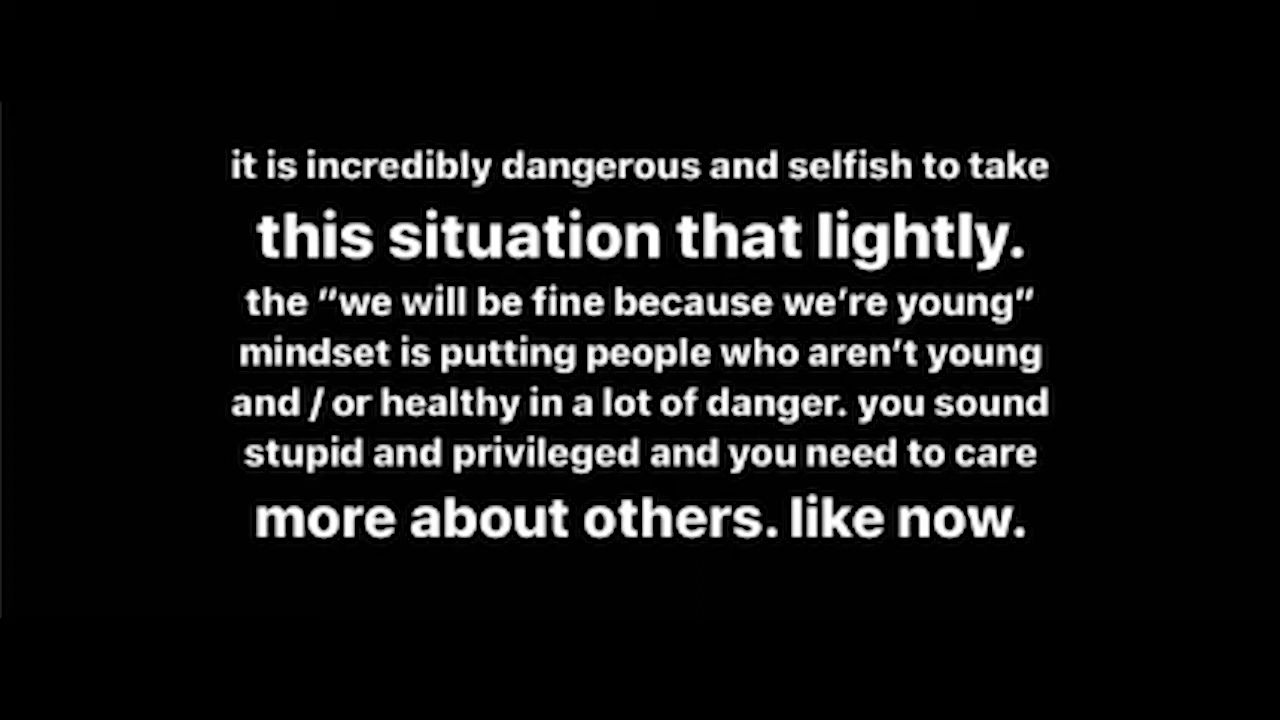 it is incredibly dangerous and selfish to take
this situation that lightly.
the “we will be fine because we’re young”
mindset is putting people who aren’t young
and / or healthy in a lot of danger. you sound
stupid and privileged and you need to care
more about others. like now.